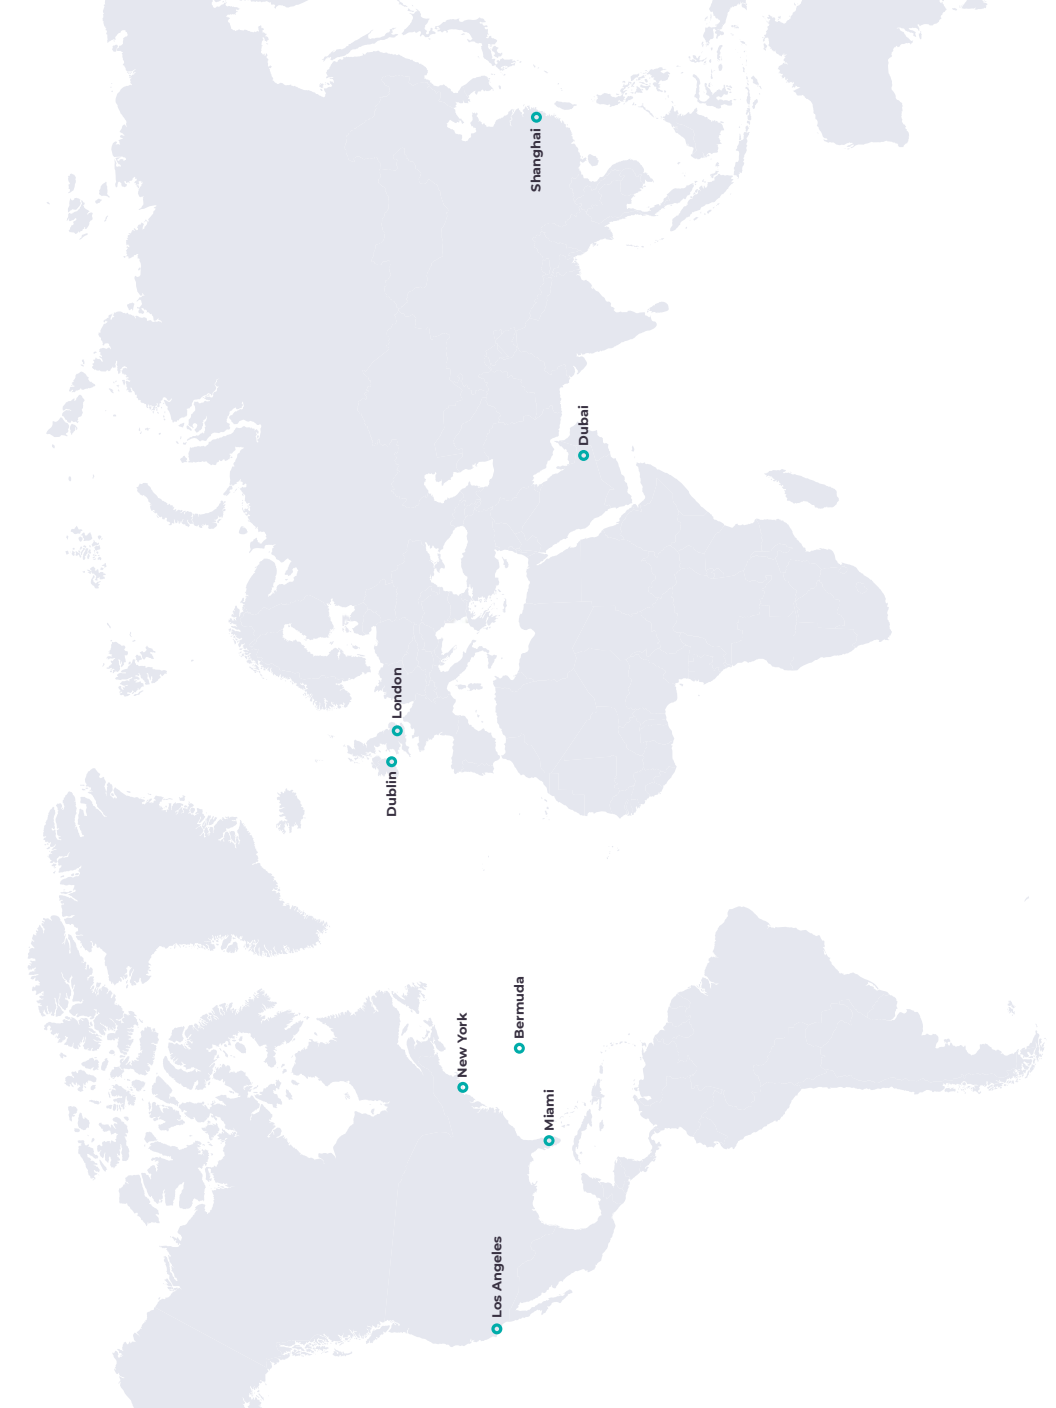 Los Angeles
Miami
New York
Bermuda
Dublin
London
Dubai
Shanghai